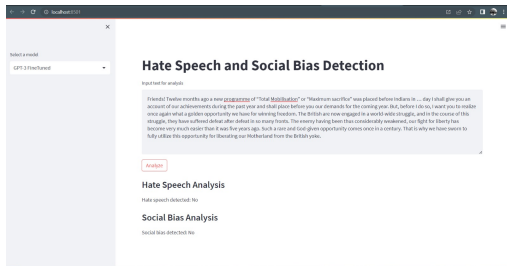 localhost:8501
Select a model
GPT-3 FineTuned
Hate Speech and Social Bias Detection
Input text for analysis
Friends! Twelve months ago a new programme of "Total Mobilisation" or "Maximum sacrifice" was placed before Indians in .... day I shall give you an
account of our achievements during the past year and shall place before you our demands for the coming year. But, before I do so, I want you to realize
once again what a golden opportunity we have for winning freedom. The British are now engaged in a world wide struggle, and in the course of this
struggle, they have suffered defeat after defeat in so many fronts. The enemy having been thus considerably weakened, our fight for liberty has
become very much easier than it was five years ago. Such a rare and God-given opportunity comes once in a century. That is why we have sworn to
fully utilise this opportunity for liberating our Motherland from the British yoke.
Analyze
Hate Speech Analysis
Hate speech detected: No
Social Bias Analysis
Social bias detected: No